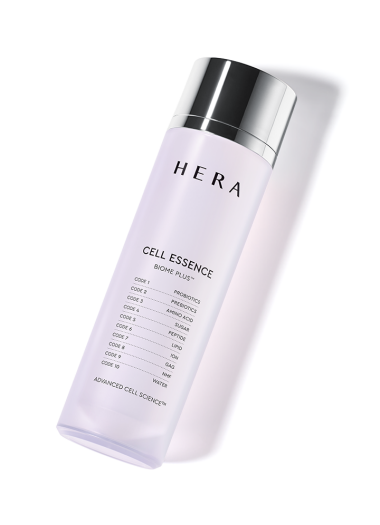 HERA
CELL ESSENCE
BIOME PLUS™
CODE 1 PROBIOTICS
CODE 2 PREBIOTICS
CODE 3 AMINO ACID
CODE 4 SUGAR
CODE 5 PEPTIDE
CODE 6 LIPID
CODE 7 ION
CODE 8 GAG
CODE 9 NMF
CODE 10 WATER
ADVANCED CELL SCIENCE™